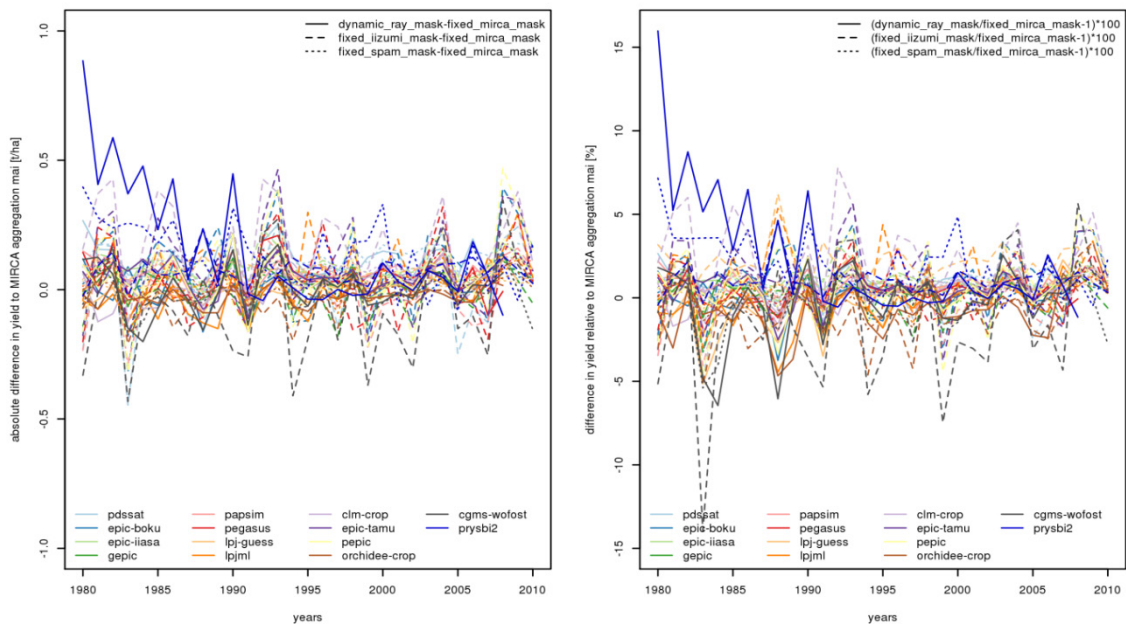 dynamic_ray_mask-fixed_mirca_mask
fixed_iizumi_mask-fixed_mirca_mask
fixed_spam_mask-fixed_mirca_mask
absolute difference in yield to MIRCA aggregation mai [t/ha]
1.0
0.5
0.0
-0.5
-1.0
pdssat papsim clm-crop cgms-wofost
epic-boku pegasus epic-tamu prysbi2
epic-iiasa lpj-guess pepic
gepic lpjml orchidee-crop
1980 1985 1990 1995 2000 2005 2010
years
(dynamic_ray_mask/fixed_mirca_mask-1)*100
(fixed_iizumi_mask/fixed_mirca_mask-1)*100
(fixed_spam_mask/fixed_mirca_mask-1)*100
difference in yield relative to MIRCA aggregation mai [%]
15
10
5
0
-5
-10
-15
pdssat papsim clm-crop cgms-wofost
epic-boku pegasus epic-tamu prysbi2
epic-iiasa lpj-guess pepic
gepic lpjml orchidee-crop
1980 1985 1990 1995 2000 2005 2010
years